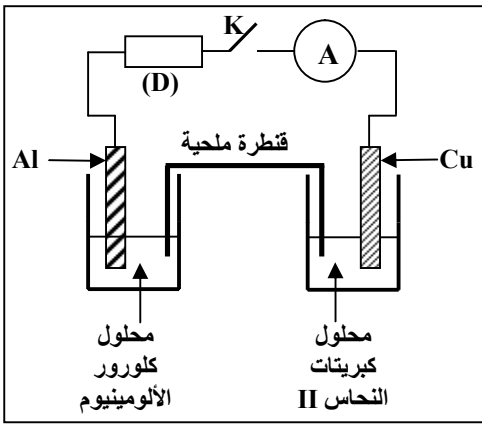 K
A
(D)
قنطرة ملحية
Al
Cu
محلول
كلورور
الألومينيوم
محلول
كبريتات
النحاس II